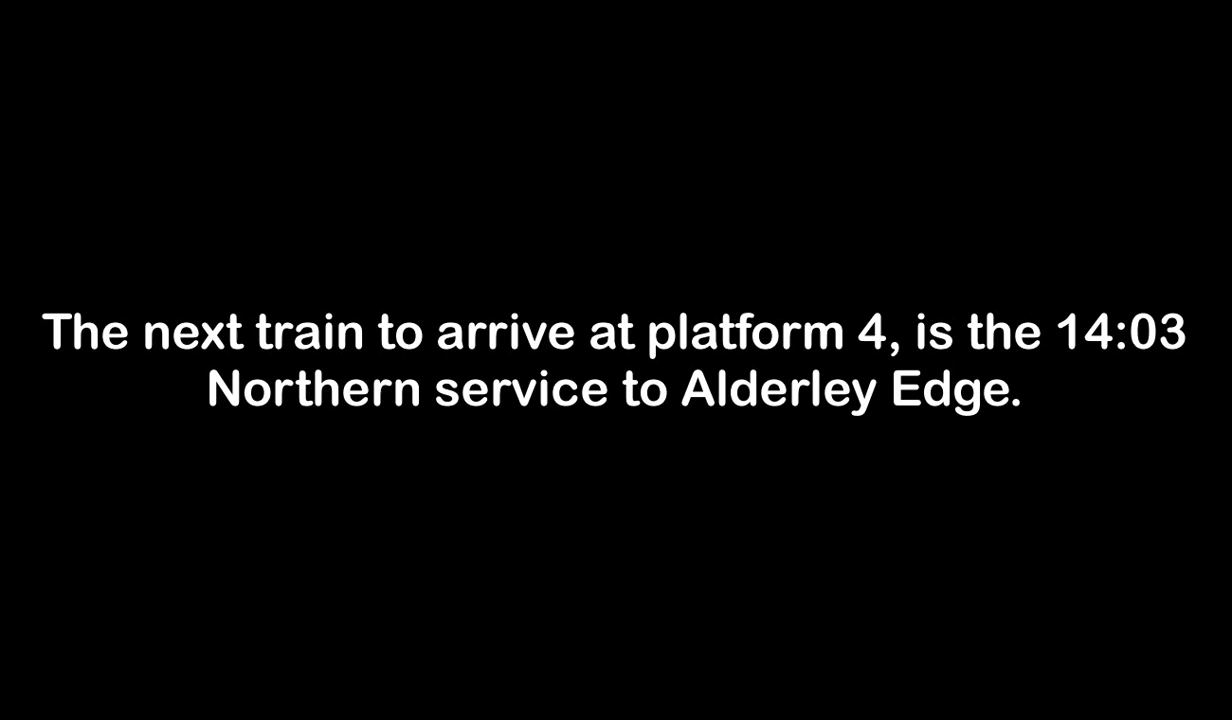 The next train to arrive at platform 4, is the 14:03
Northern service to Alderley Edge.